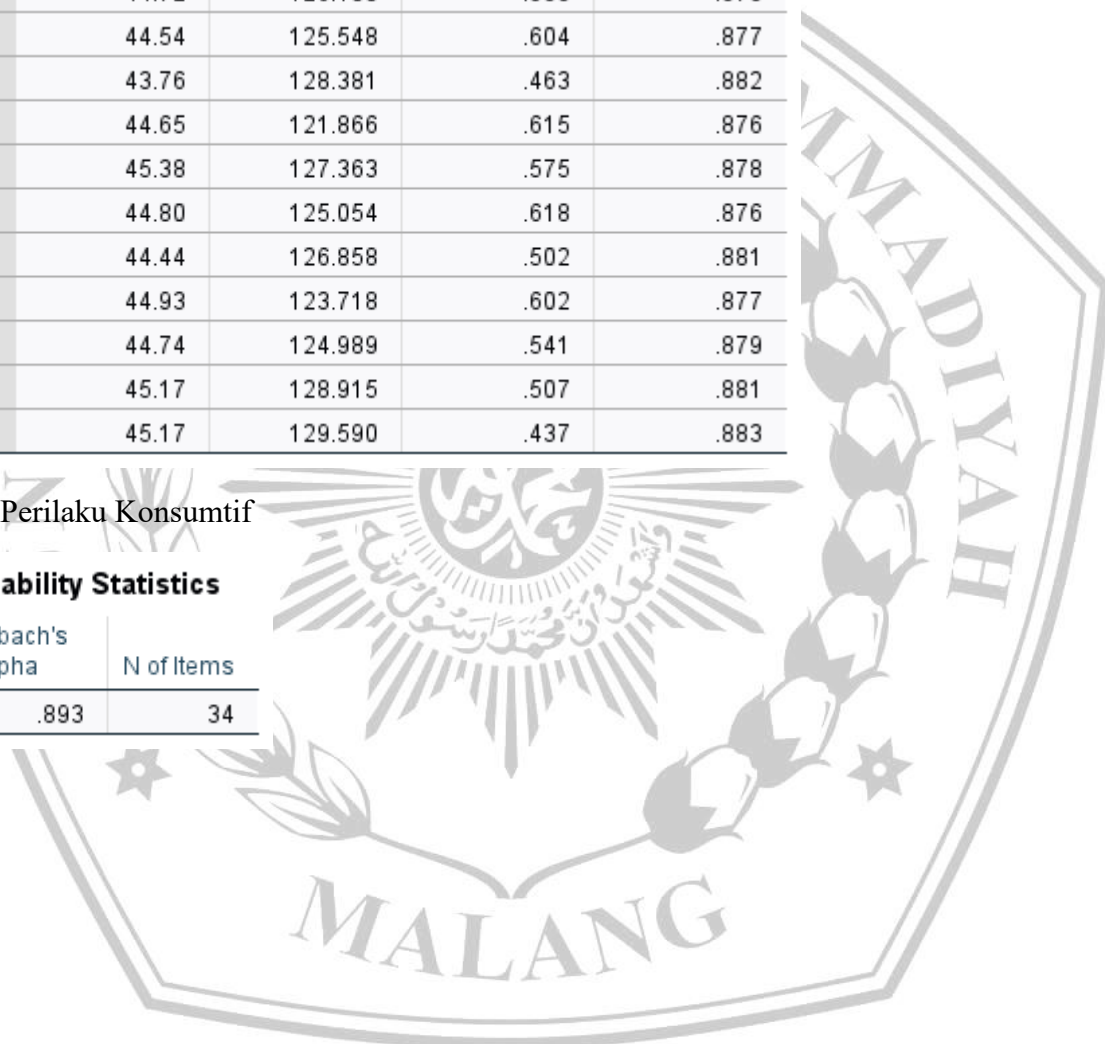 44.54 125.548 .604 .877
43.76 128.381 .463 .882
44.65 121.866 .615 .876
45.38 127.363 .575 .878
44.80 125.054 .618 .876
44.44 126.858 .502 .881
44.93 123.718 .602 .877
44.74 124.989 .541 .879
45.17 128.915 .507 .881
45.17 129.590 .437 .883
Perilaku Konsumtif
ability Statistics
bach's
pha N of Items
.893 34
MMADIYAH
MALANG